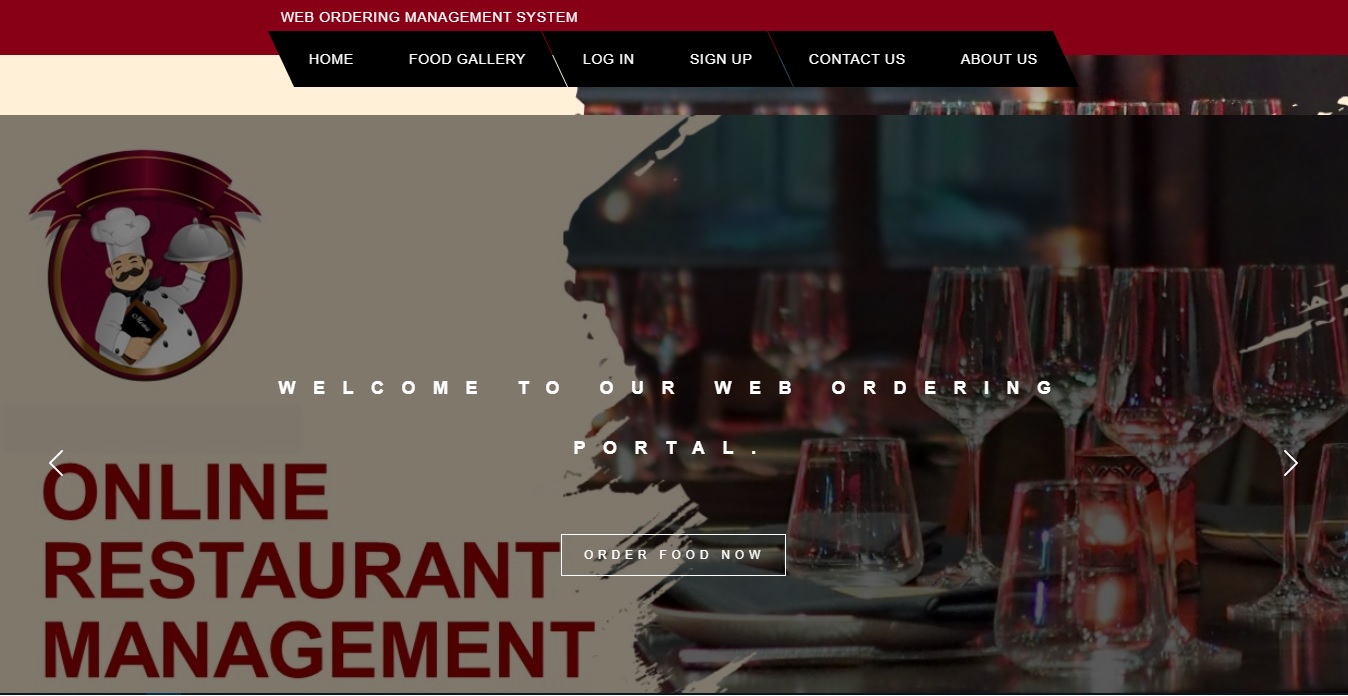 WEB ORDERING MANAGEMENT SYSTEM
HOME FOOD GALLERY LOG IN SIGN UP CONTACT US ABOUT US
Menu
WELCOME TO OUR WEB ORDERING
PORTAL.
ONLINE
RESTAURANT
ORDER FOOD NOW
MANAGEMENT